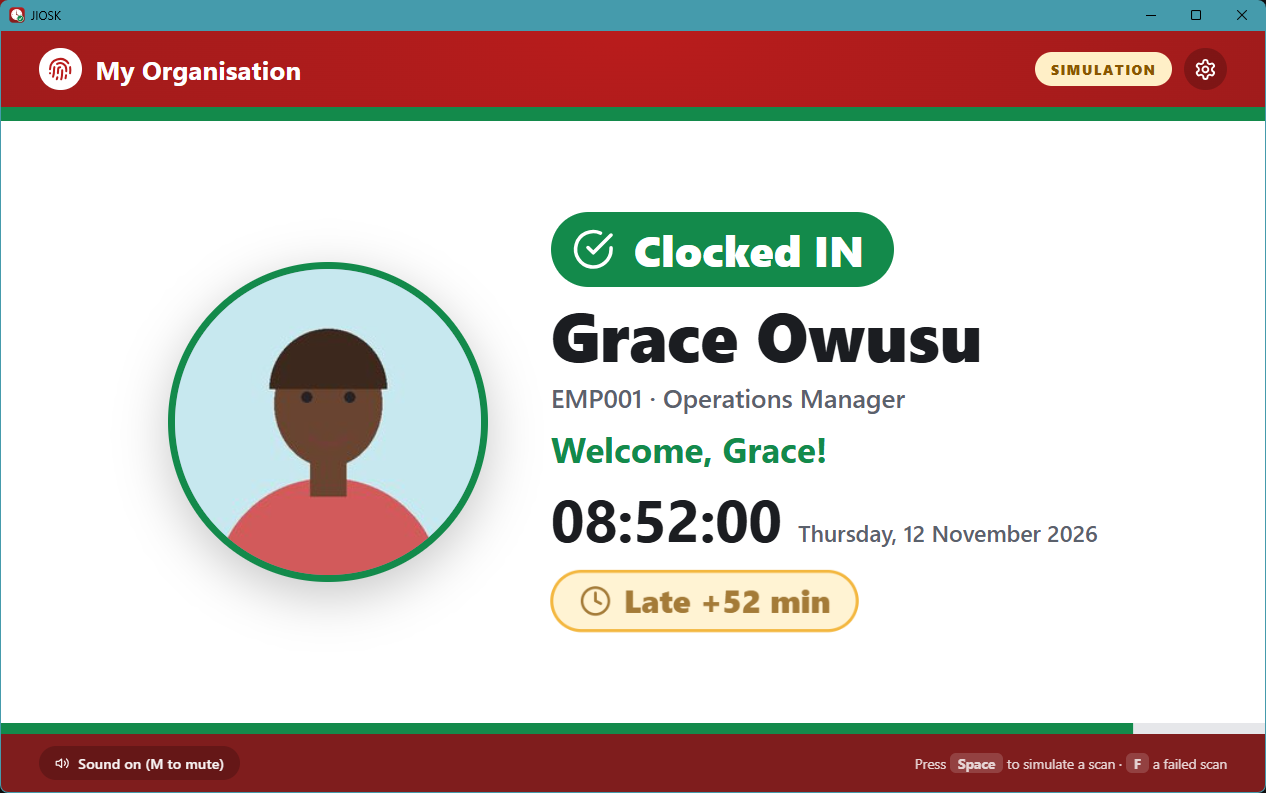 JIOSK
My Organisation
SIMULATION
Clocked IN
Grace Owusu
EMP001 · Operations Manager
Welcome, Grace!
08:52:00 Thursday, 12 November 2026
Late +52 min
Sound on (M to mute)
Press Space to simulate a scan · F a failed scan